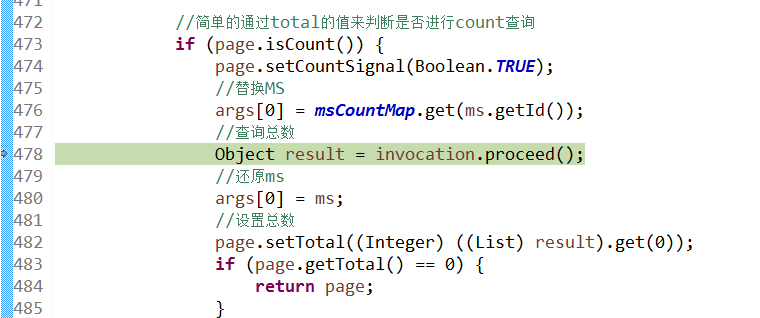 471
472 //简单的通过total的值来判断是否进行count查询
473 if (page.isCount()) {
474 page.setCountSignal(Boolean.TRUE);
475 //替换MS
476 args[0] = msCountMap.get(ms.getId());
477 //查询总数
478 Object result = invocation.proceed();
479 //还原ms
480 args[0] = ms;
481 //设置总数
482 page.setTotal((Integer) ((List) result).get(0));
483 if (page.getTotal() == 0) {
484 return page;
485 }